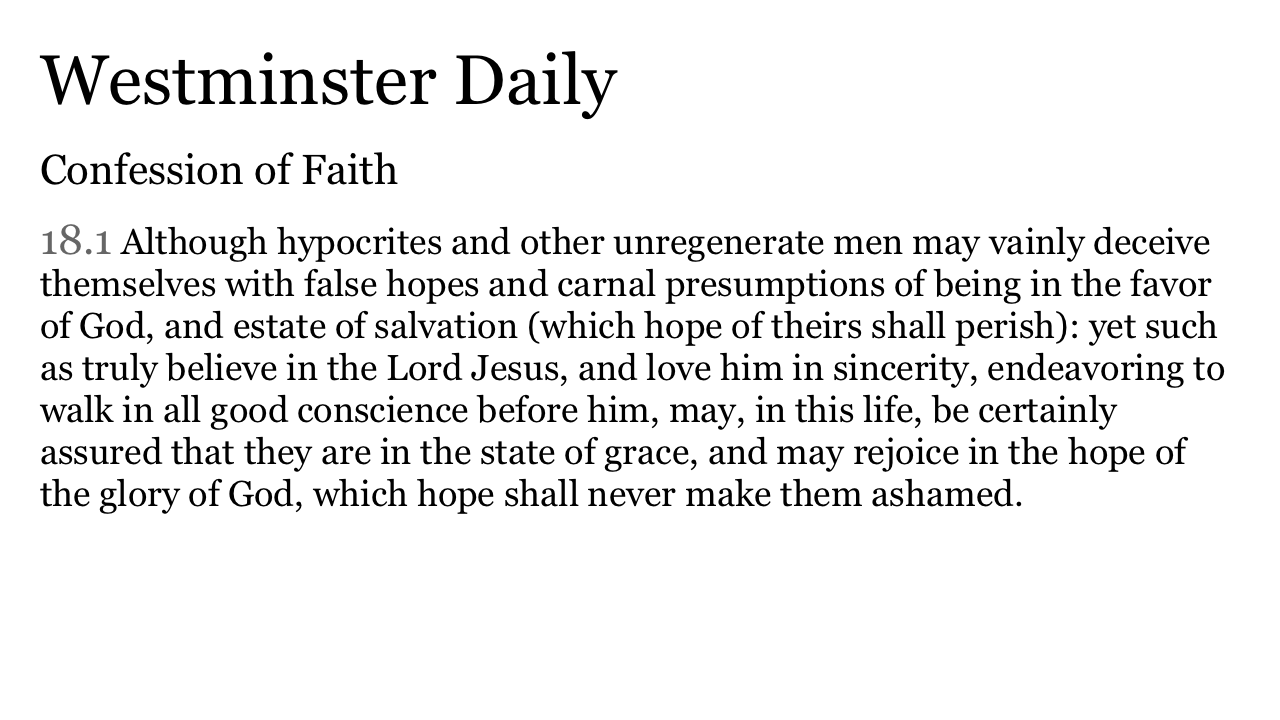 Westminster Daily
Confession of Faith
18.1 Although hypocrites and other unregenerate men may vainly deceive
themselves with false hopes and carnal presumptions of being in the favor
of God, and estate of salvation (which hope of theirs shall perish): yet such
as truly believe in the Lord Jesus, and love him in sincerity, endeavoring to
walk in all good conscience before him, may, in this life, be certainly
assured that they are in the state of grace, and may rejoice in the hope of
the glory of God, which hope shall never make them ashamed.